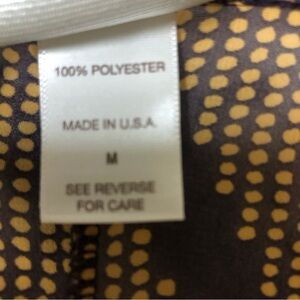 100% POLYESTER
MADE IN U.S.A.
M
SEE REVERSE
FOR CARE